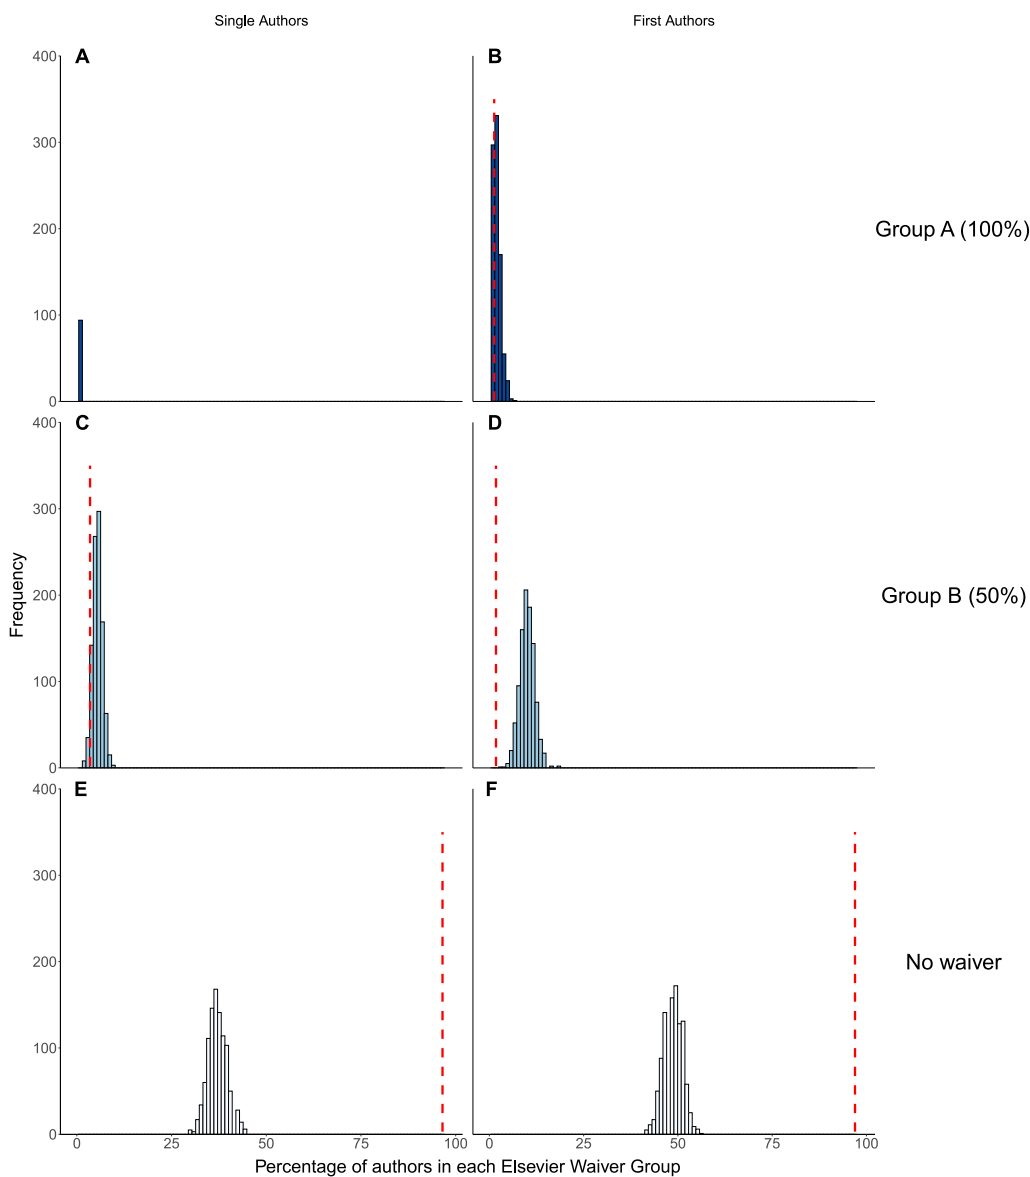 Single Authors
First Authors
A
B
400
300
200
100
0
Group A (100%)
C
D
400
300
200
100
0
Frequency
Group B (50%)
E
F
400
300
200
100
0
No waiver
0 25 50 75 100
0 25 50 75 100
Percentage of authors in each Elsevier Waiver Group